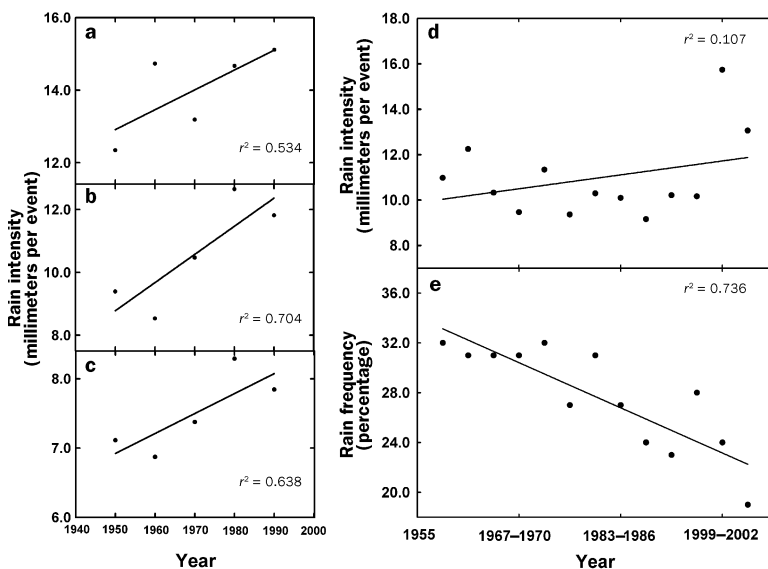 a
16.0
14.0
12.0
r² = 0.534
b
12.0
10.0
8.0
r² = 0.704
c
8.0
7.0
6.0
r² = 0.638
1940 1950 1960 1970 1980 1990 2000
Year
Rain intensity
(millimeters per event)
d
18.0
16.0
14.0
12.0
10.0
8.0
r² = 0.107
Rain intensity
(millimeters per event)
e
36.0
32.0
28.0
24.0
20.0
r² = 0.736
Rain frequency
(percentage)
1955 1967–1970 1983–1986 1999–2002
Year